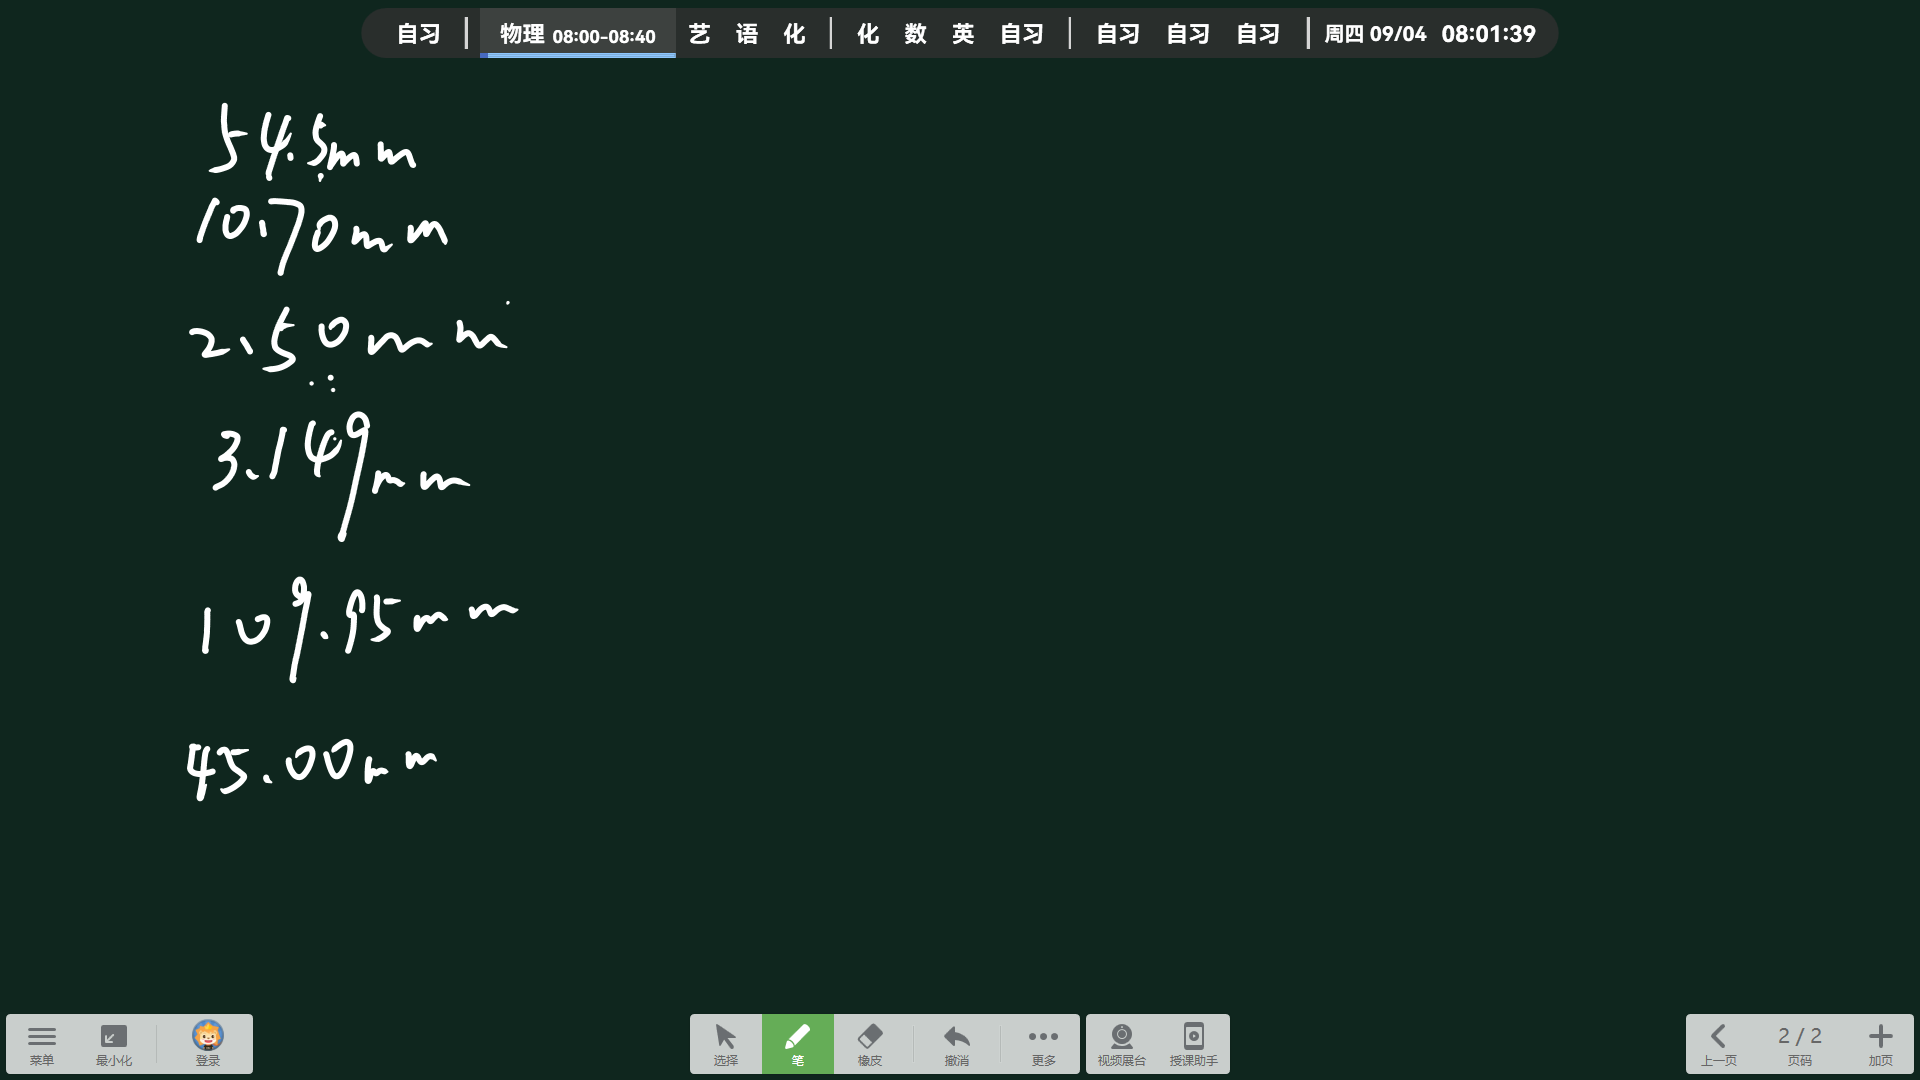 自习 物理 08:00-08:40 艺 语 化 化 数 英 自习 自习 自习 自习 周四 09/04 08:01:39
54.5mm
10.70mm
2.50mm
3.149mm
109.95mm
45.00mm
菜单 最小化 登录 选择 笔 橡皮 撤消 更多 视频展台 授课助手 上一页 2 / 2 页码 加页